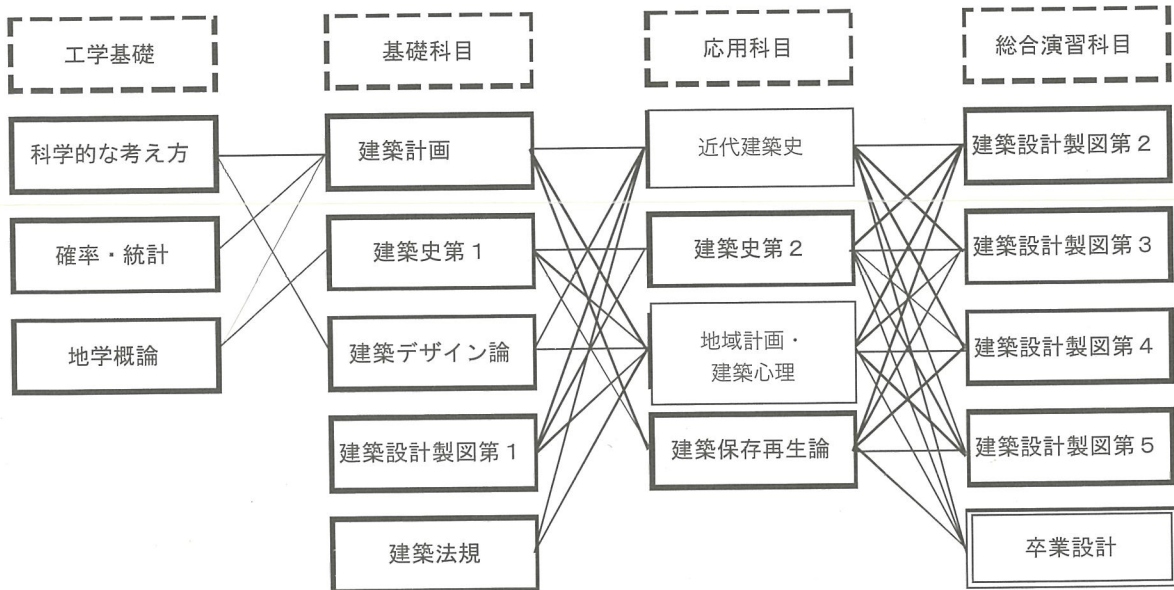 工学基礎
基礎科目
応用科目
総合演習科目
科学的な考え方
建築計画
近代建築史
建築設計製図第２
確率・統計
建築史第１
建築史第２
建築設計製図第３
地学概論
建築デザイン論
地域計画・
建築心理
建築設計製図第４
建築設計製図第１
建築保存再生論
建築設計製図第５
建築法規
卒業設計